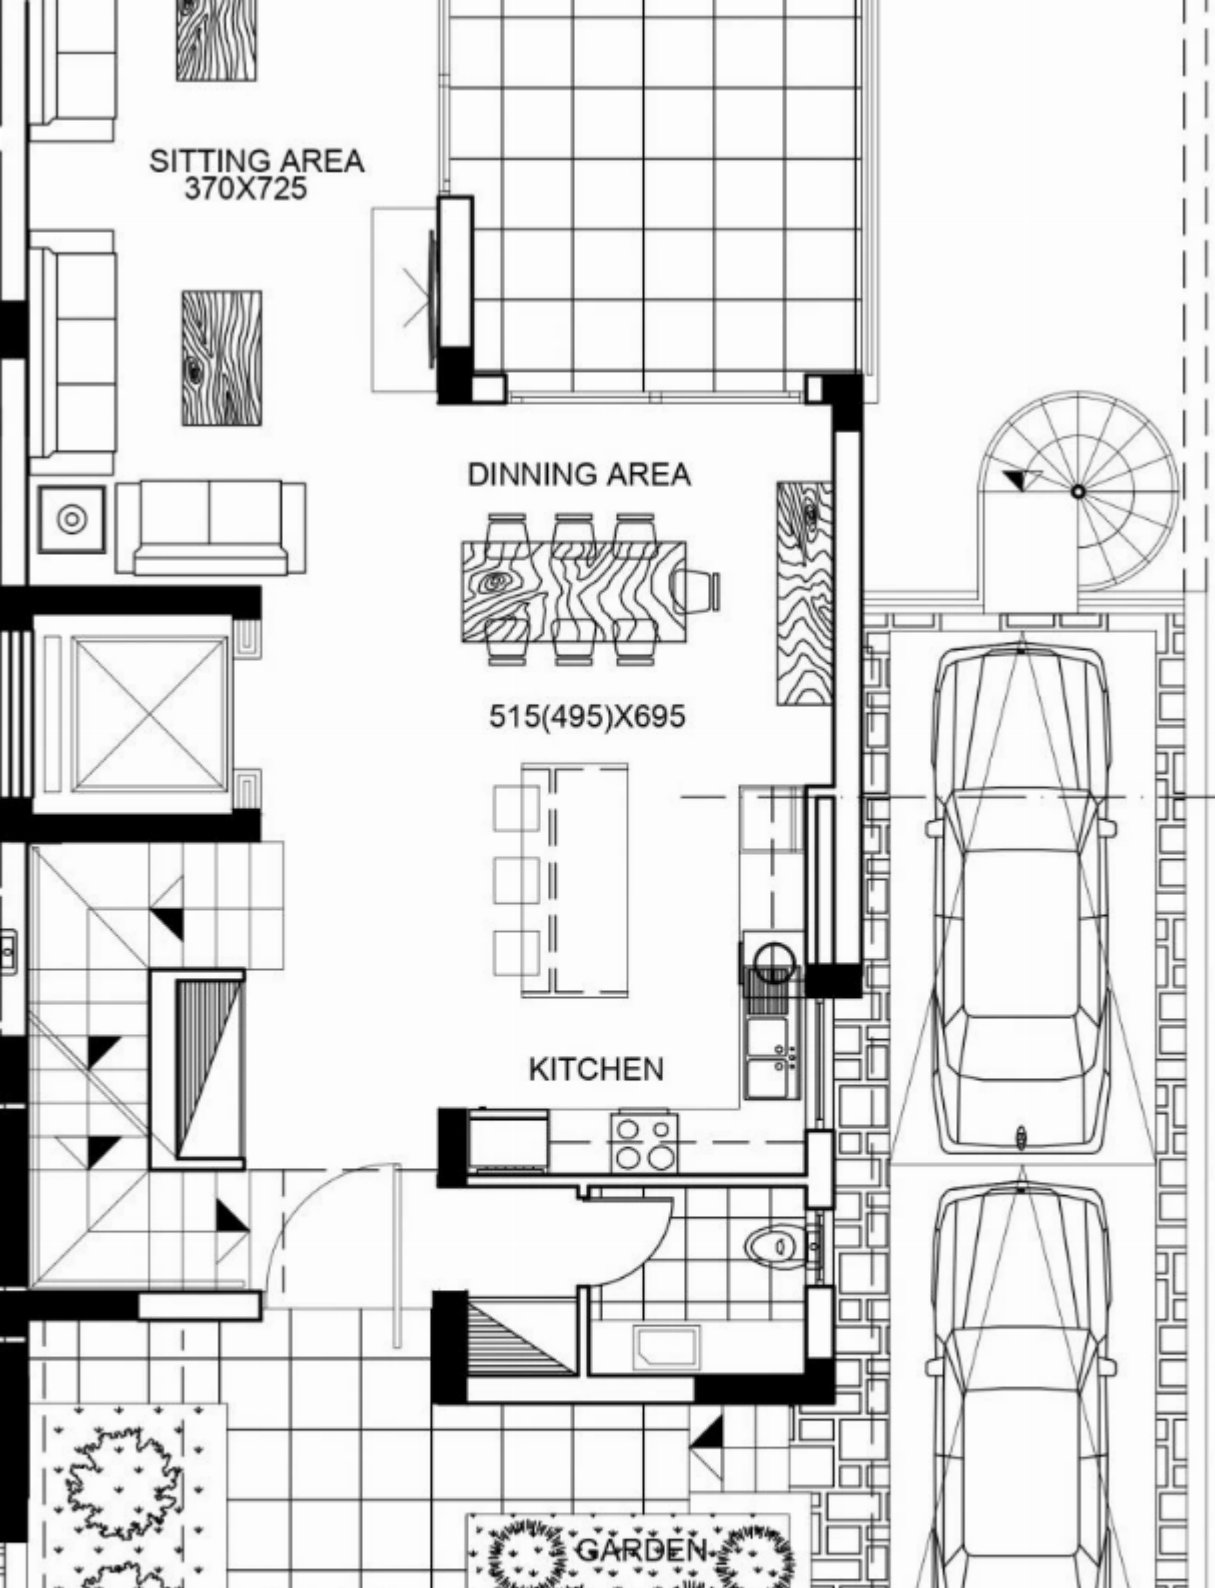 SITTING AREA
370X725
DINNING AREA
515(495)X695
KITCHEN
GARDEN